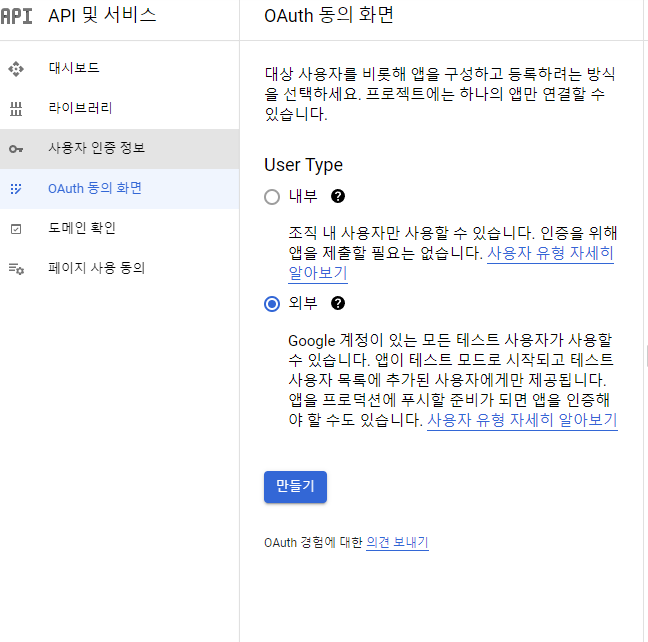 API API 및 서비스
OAuth 동의 화면
대시보드
라이브러리
사용자 인증 정보
OAuth 동의 화면
도메인 확인
페이지 사용 동의
대상 사용자를 비롯해 앱을 구성하고 등록하려는 방식
을 선택하세요. 프로젝트에는 하나의 앱만 연결할 수
있습니다.
User Type
내부 ?
조직 내 사용자만 사용할 수 있습니다. 인증을 위해
앱을 제출할 필요는 없습니다. 사용자 유형 자세히
알아보기
외부 ?
Google 계정이 있는 모든 테스트 사용자가 사용할
수 있습니다. 앱이 테스트 모드로 시작되고 테스트
사용자 목록에 추가된 사용자에게만 제공됩니다.
앱을 프로덕션에 푸시할 준비가 되면 앱을 인증해
야 할 수도 있습니다. 사용자 유형 자세히 알아보기
만들기
OAuth 경험에 대한 의견 보내기